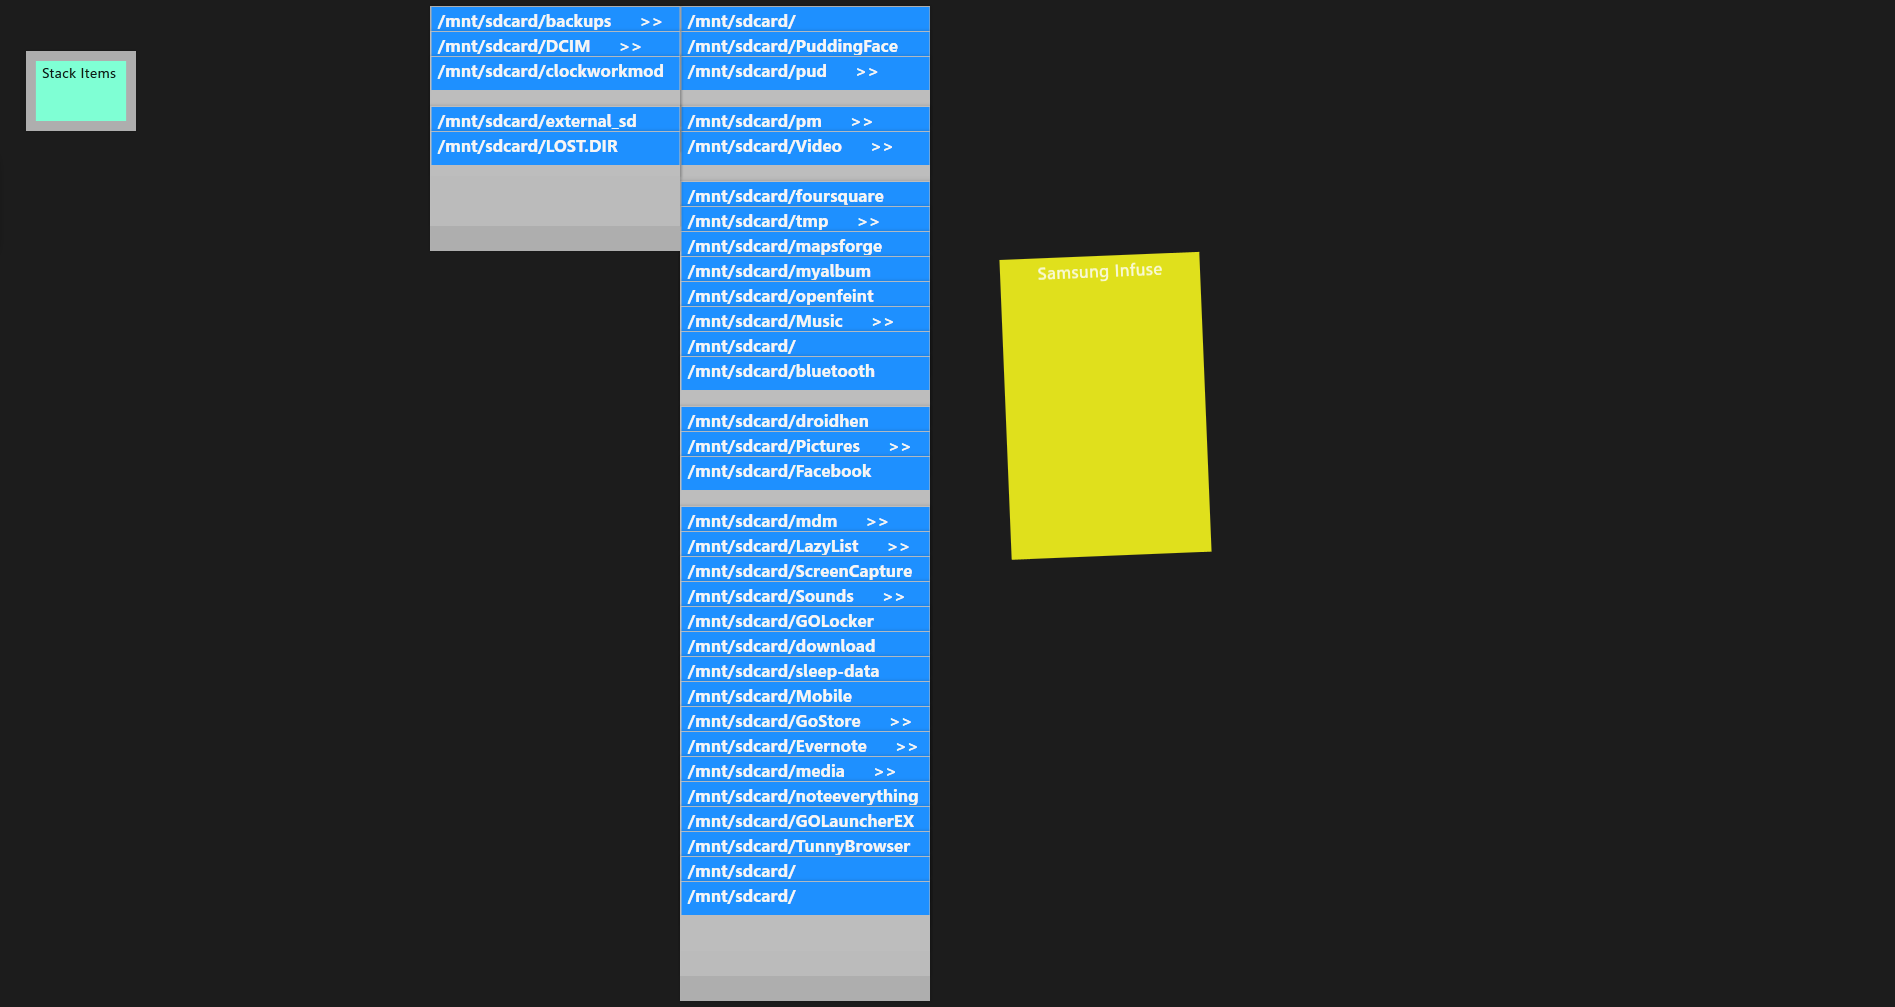 Stack Items
/mnt/sdcard/backups >>
/mnt/sdcard/DCIM >>
/mnt/sdcard/clockworkmod
/mnt/sdcard/external_sd
/mnt/sdcard/LOST.DIR
/mnt/sdcard/
/mnt/sdcard/PuddingFace
/mnt/sdcard/pud >>
/mnt/sdcard/pm >>
/mnt/sdcard/Video >>
/mnt/sdcard/foursquare
/mnt/sdcard/tmp >>
/mnt/sdcard/mapsforge
/mnt/sdcard/myalbum
/mnt/sdcard/openfeint
/mnt/sdcard/Music >>
/mnt/sdcard/
/mnt/sdcard/bluetooth
/mnt/sdcard/droidhen
/mnt/sdcard/Pictures >>
/mnt/sdcard/Facebook
/mnt/sdcard/mdm >>
/mnt/sdcard/LazyList >>
/mnt/sdcard/ScreenCapture
/mnt/sdcard/Sounds >>
/mnt/sdcard/GOLocker
/mnt/sdcard/download
/mnt/sdcard/sleep-data
/mnt/sdcard/Mobile
/mnt/sdcard/GoStore >>
/mnt/sdcard/Evernote >>
/mnt/sdcard/media >>
/mnt/sdcard/noteeverything
/mnt/sdcard/GOLauncherEX
/mnt/sdcard/TunnyBrowser
/mnt/sdcard/
/mnt/sdcard/
Samsung Infuse